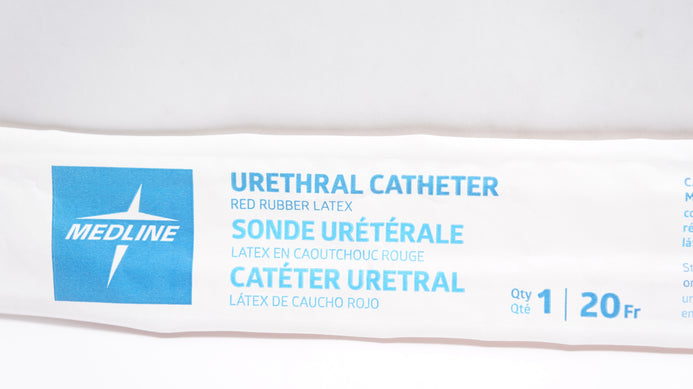 MEDLINE
URETHRAL CATHETER
RED RUBBER LATEX
SONDE URÉTÉRALE
LATEX EN CAOUTCHOUC ROUGE
CATÉTER URETRAL
LÁTEX DE CAUCHO ROJO
Qty
Qté
1 | 20 Fr